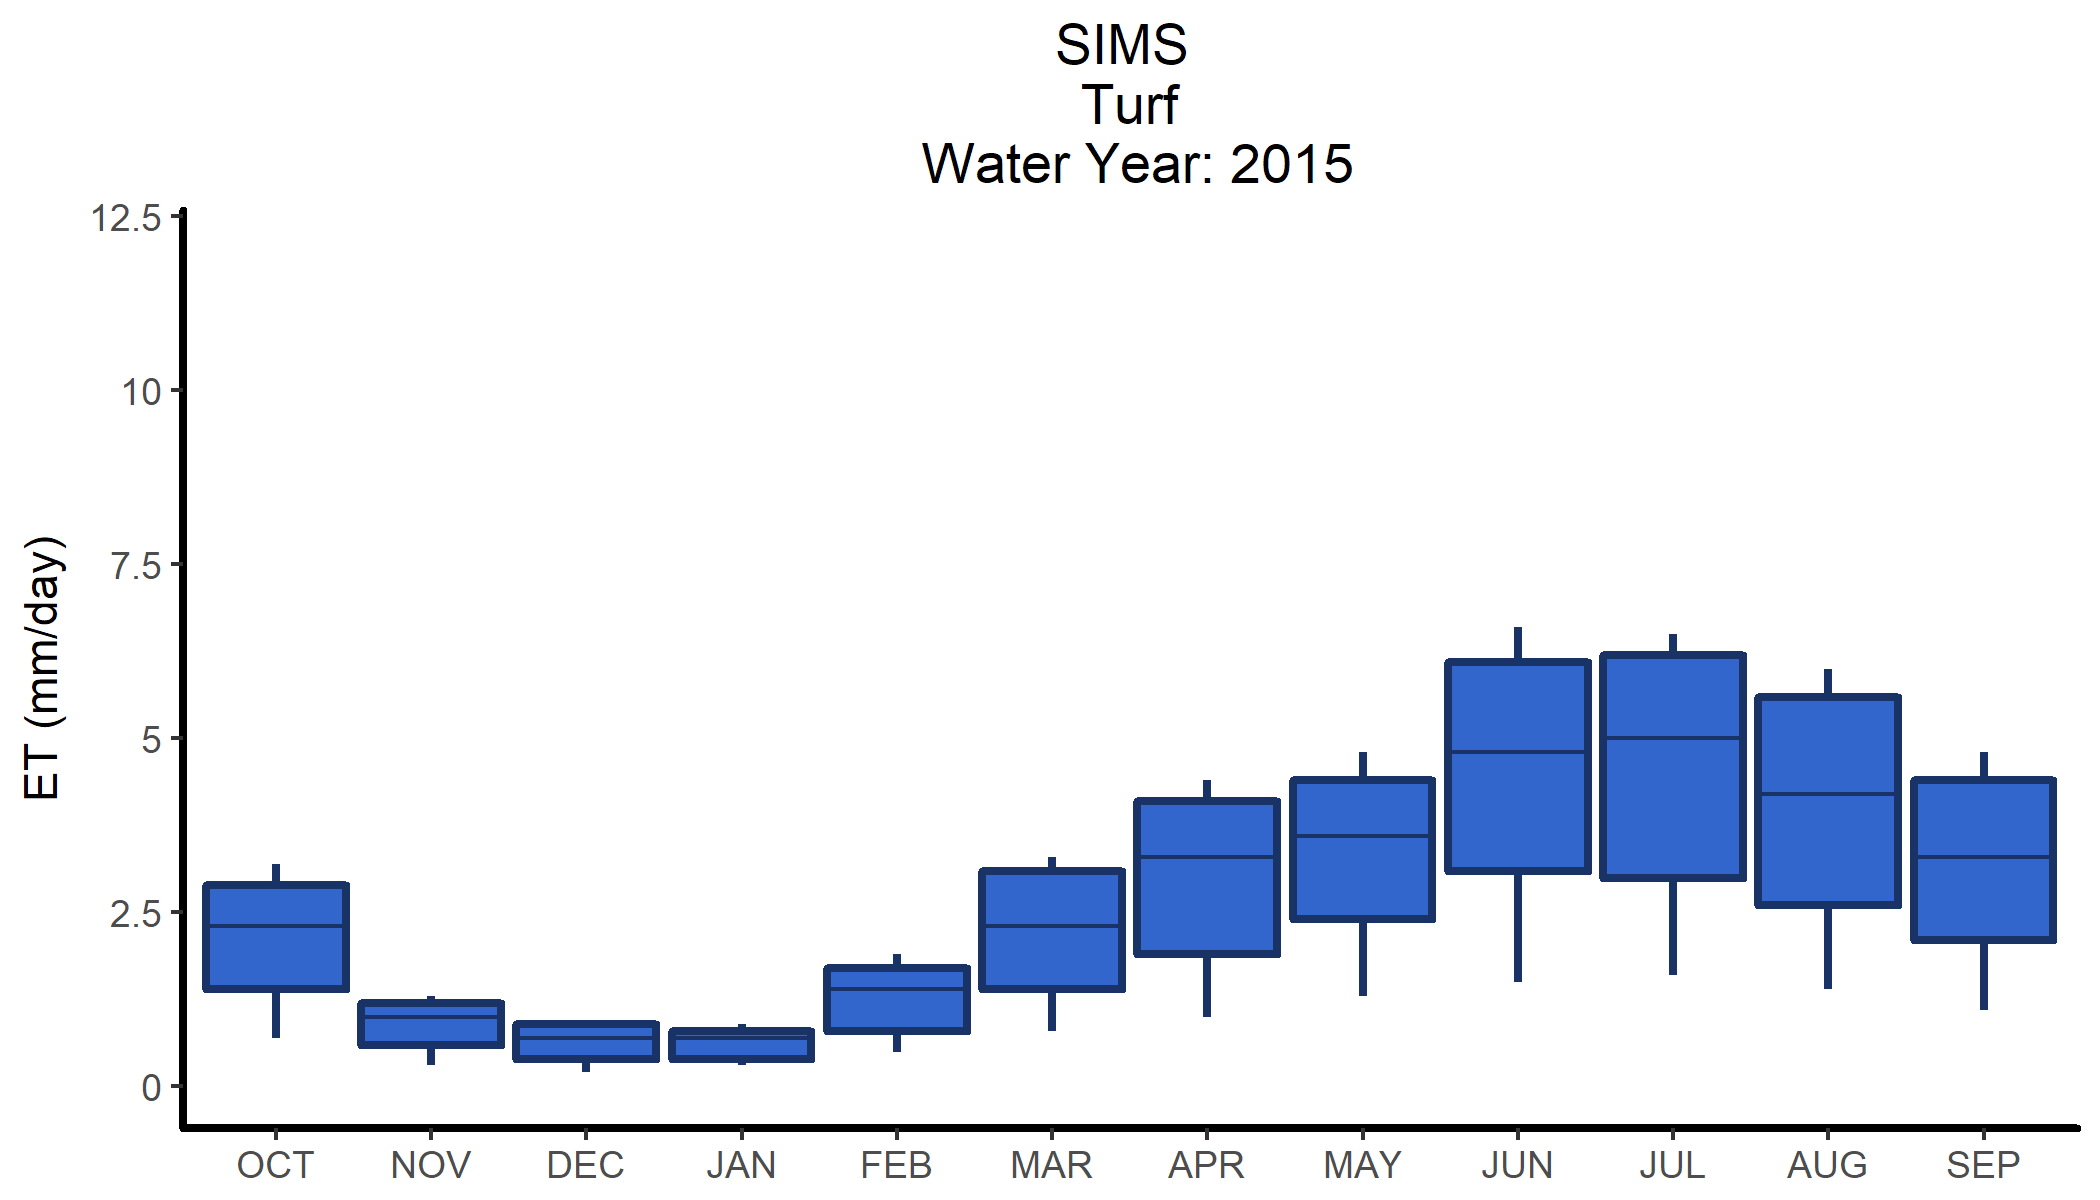 SIMS
Turf
Water Year: 2015
ET (mm/day)
12.5
10
7.5
5
2.5
0
OCT NOV DEC JAN FEB MAR APR MAY JUN JUL AUG SEP